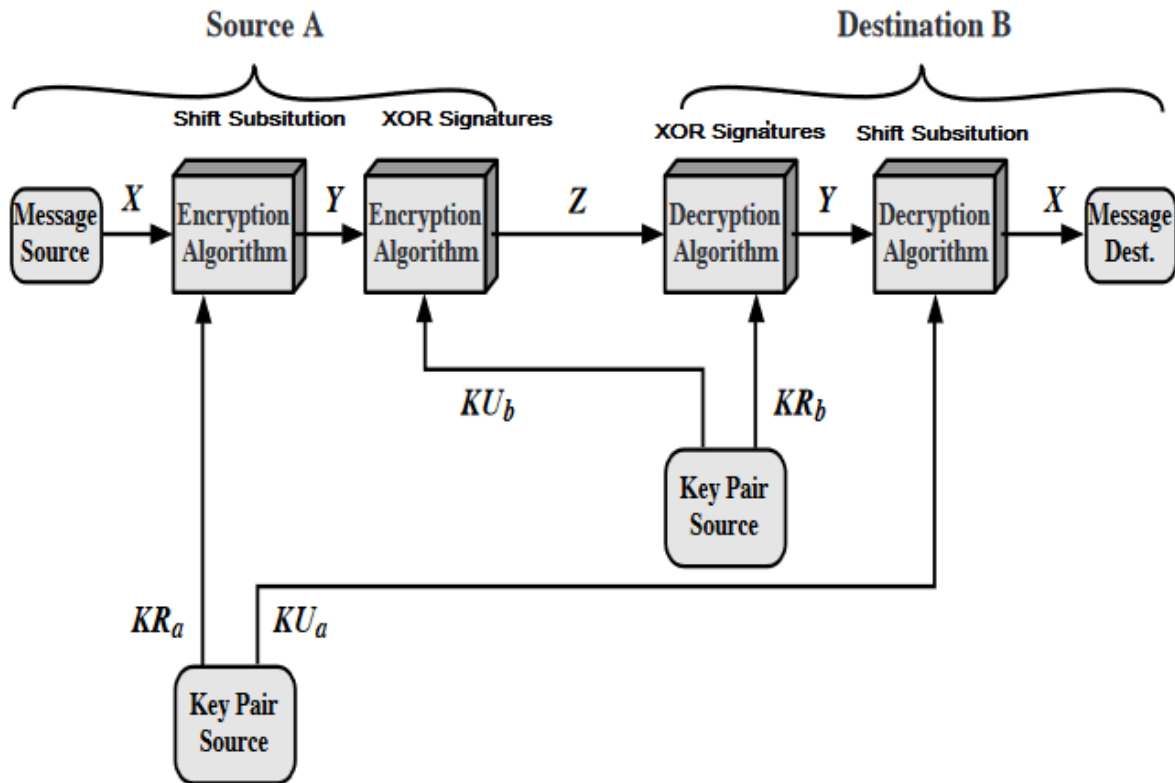 Source A
Destination B
Shift Subsitution
XOR Signatures
XOR Signatures
Shift Subsitution
Message
Source
X
Encryption
Algorithm
Y
Encryption
Algorithm
Z
Decryption
Algorithm
Y
Decryption
Algorithm
X
Message
Dest.
KUb
KRb
Key Pair
Source
KRa
KUa
Key Pair
Source